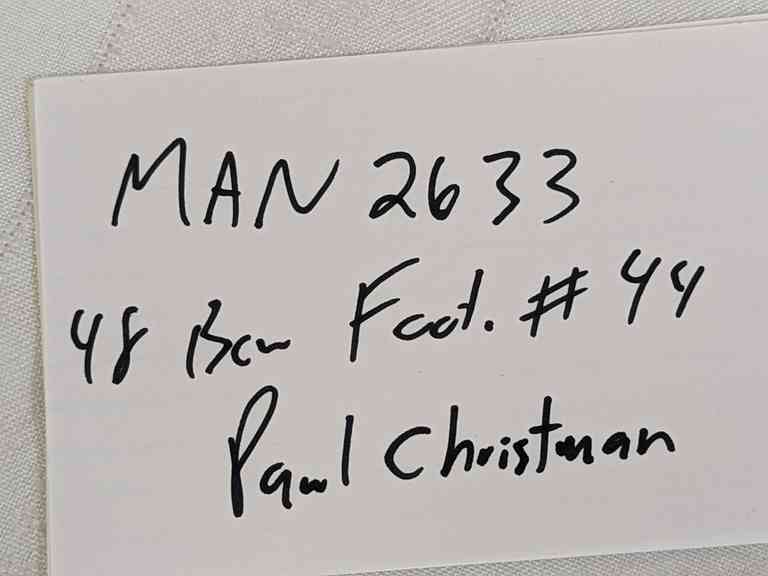 MAN 2633
48 Bow Foot. # 44
Paul Christman